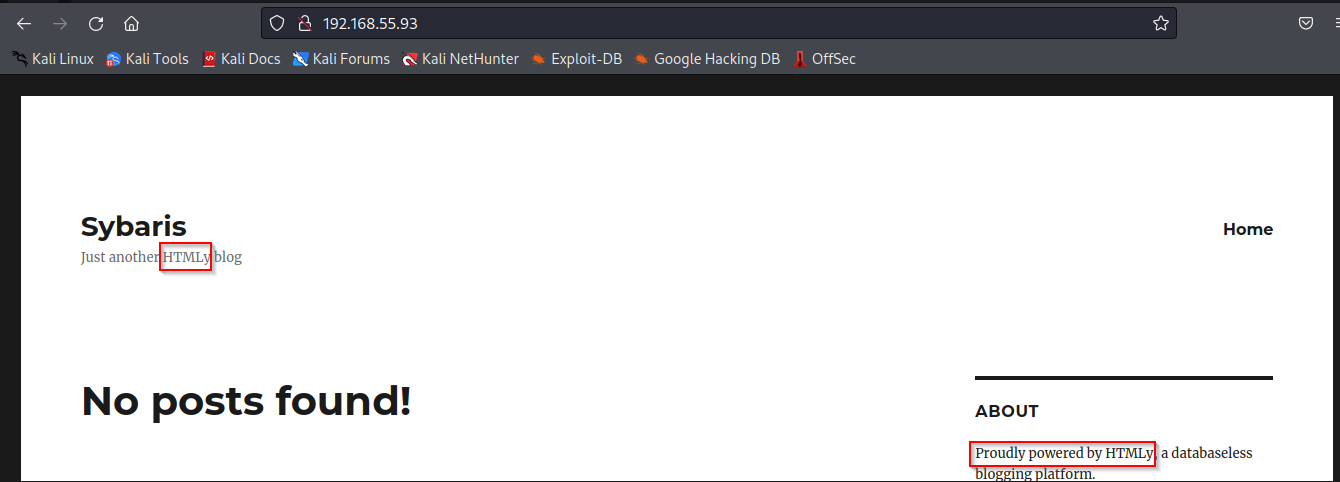 192.168.55.93
Kali Linux Kali Tools Kali Docs Kali Forums Kali NetHunter Exploit-DB Google Hacking DB OffSec
Sybaris
Just another HTMLy blog
Home
No posts found!
ABOUT
Proudly powered by HTMLy, a databaseless
blogging platform.